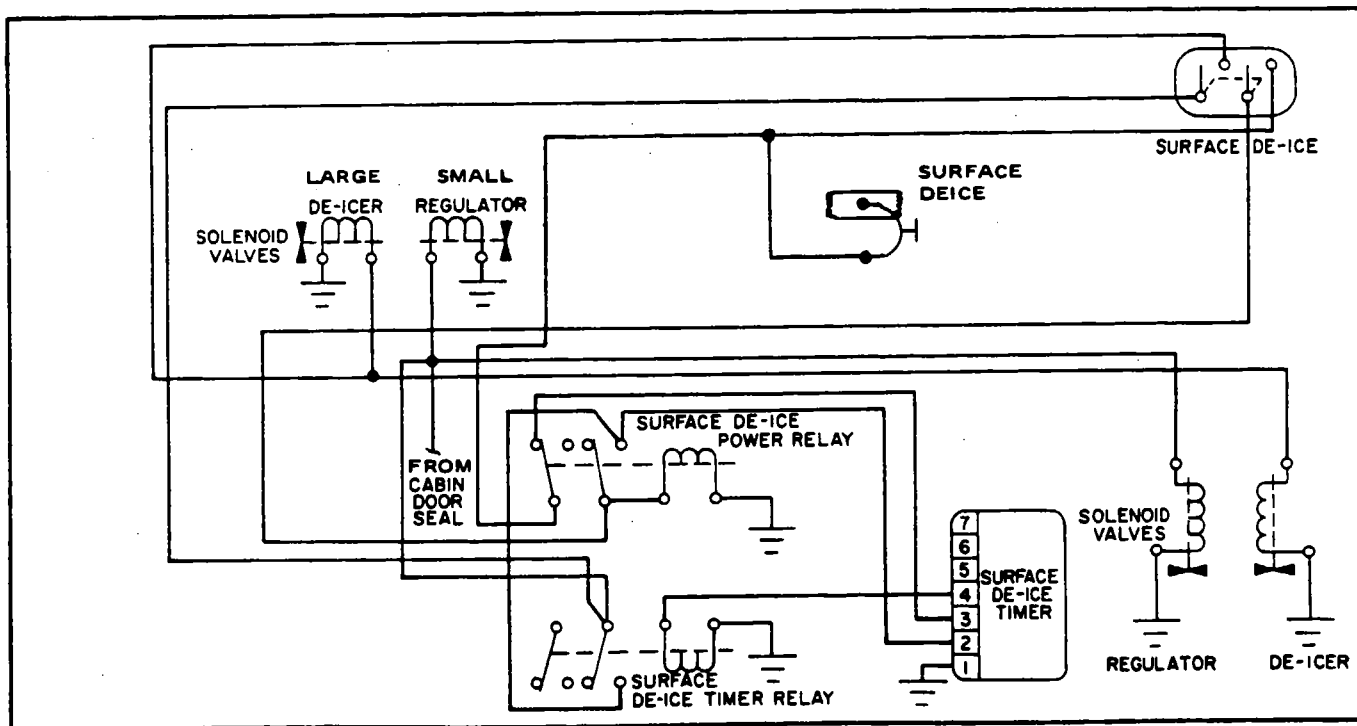 SURFACE DE-ICE
LARGE
DE-ICER
SMALL
REGULATOR
SOLENOID
VALVES
SURFACE
DEICE
SURFACE DE-ICE
POWER RELAY
FROM
CABIN
DOOR
SEAL
7
6
5
4
3
2
1
SURFACE
DE-ICE
TIMER
SOLENOID
VALVES
REGULATOR
DE-ICER
SURFACE
DE-ICE TIMER RELAY